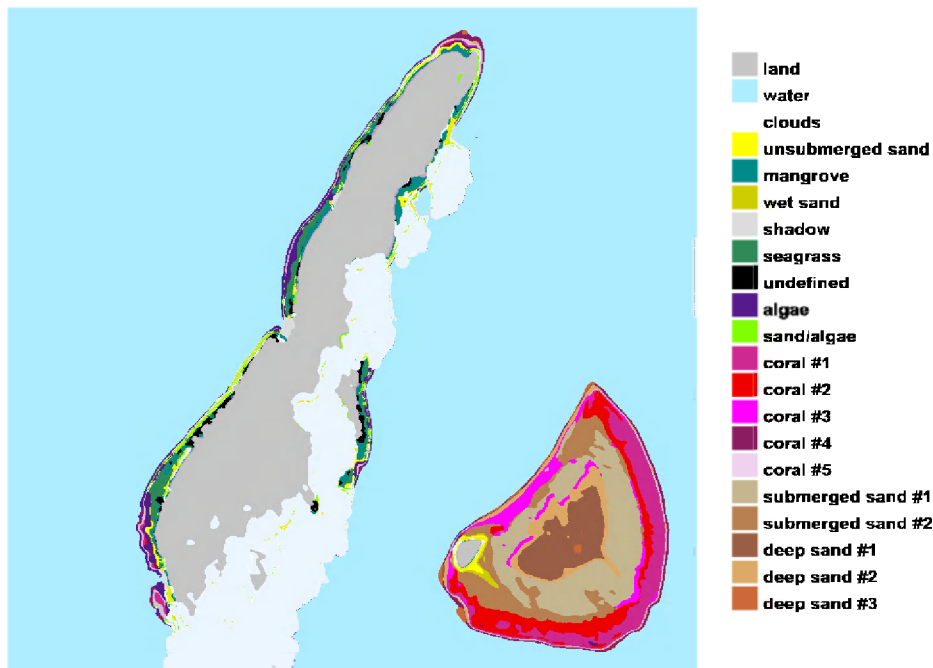 land
water
clouds
unsubmerged sand
mangrove
wet sand
shadow
seagrass
undefined
algae
sand/algae
coral #1
coral #2
coral #3
coral #4
coral #5
submerged sand #1
submerged sand #2
deep sand #1
deep sand #2
deep sand #3